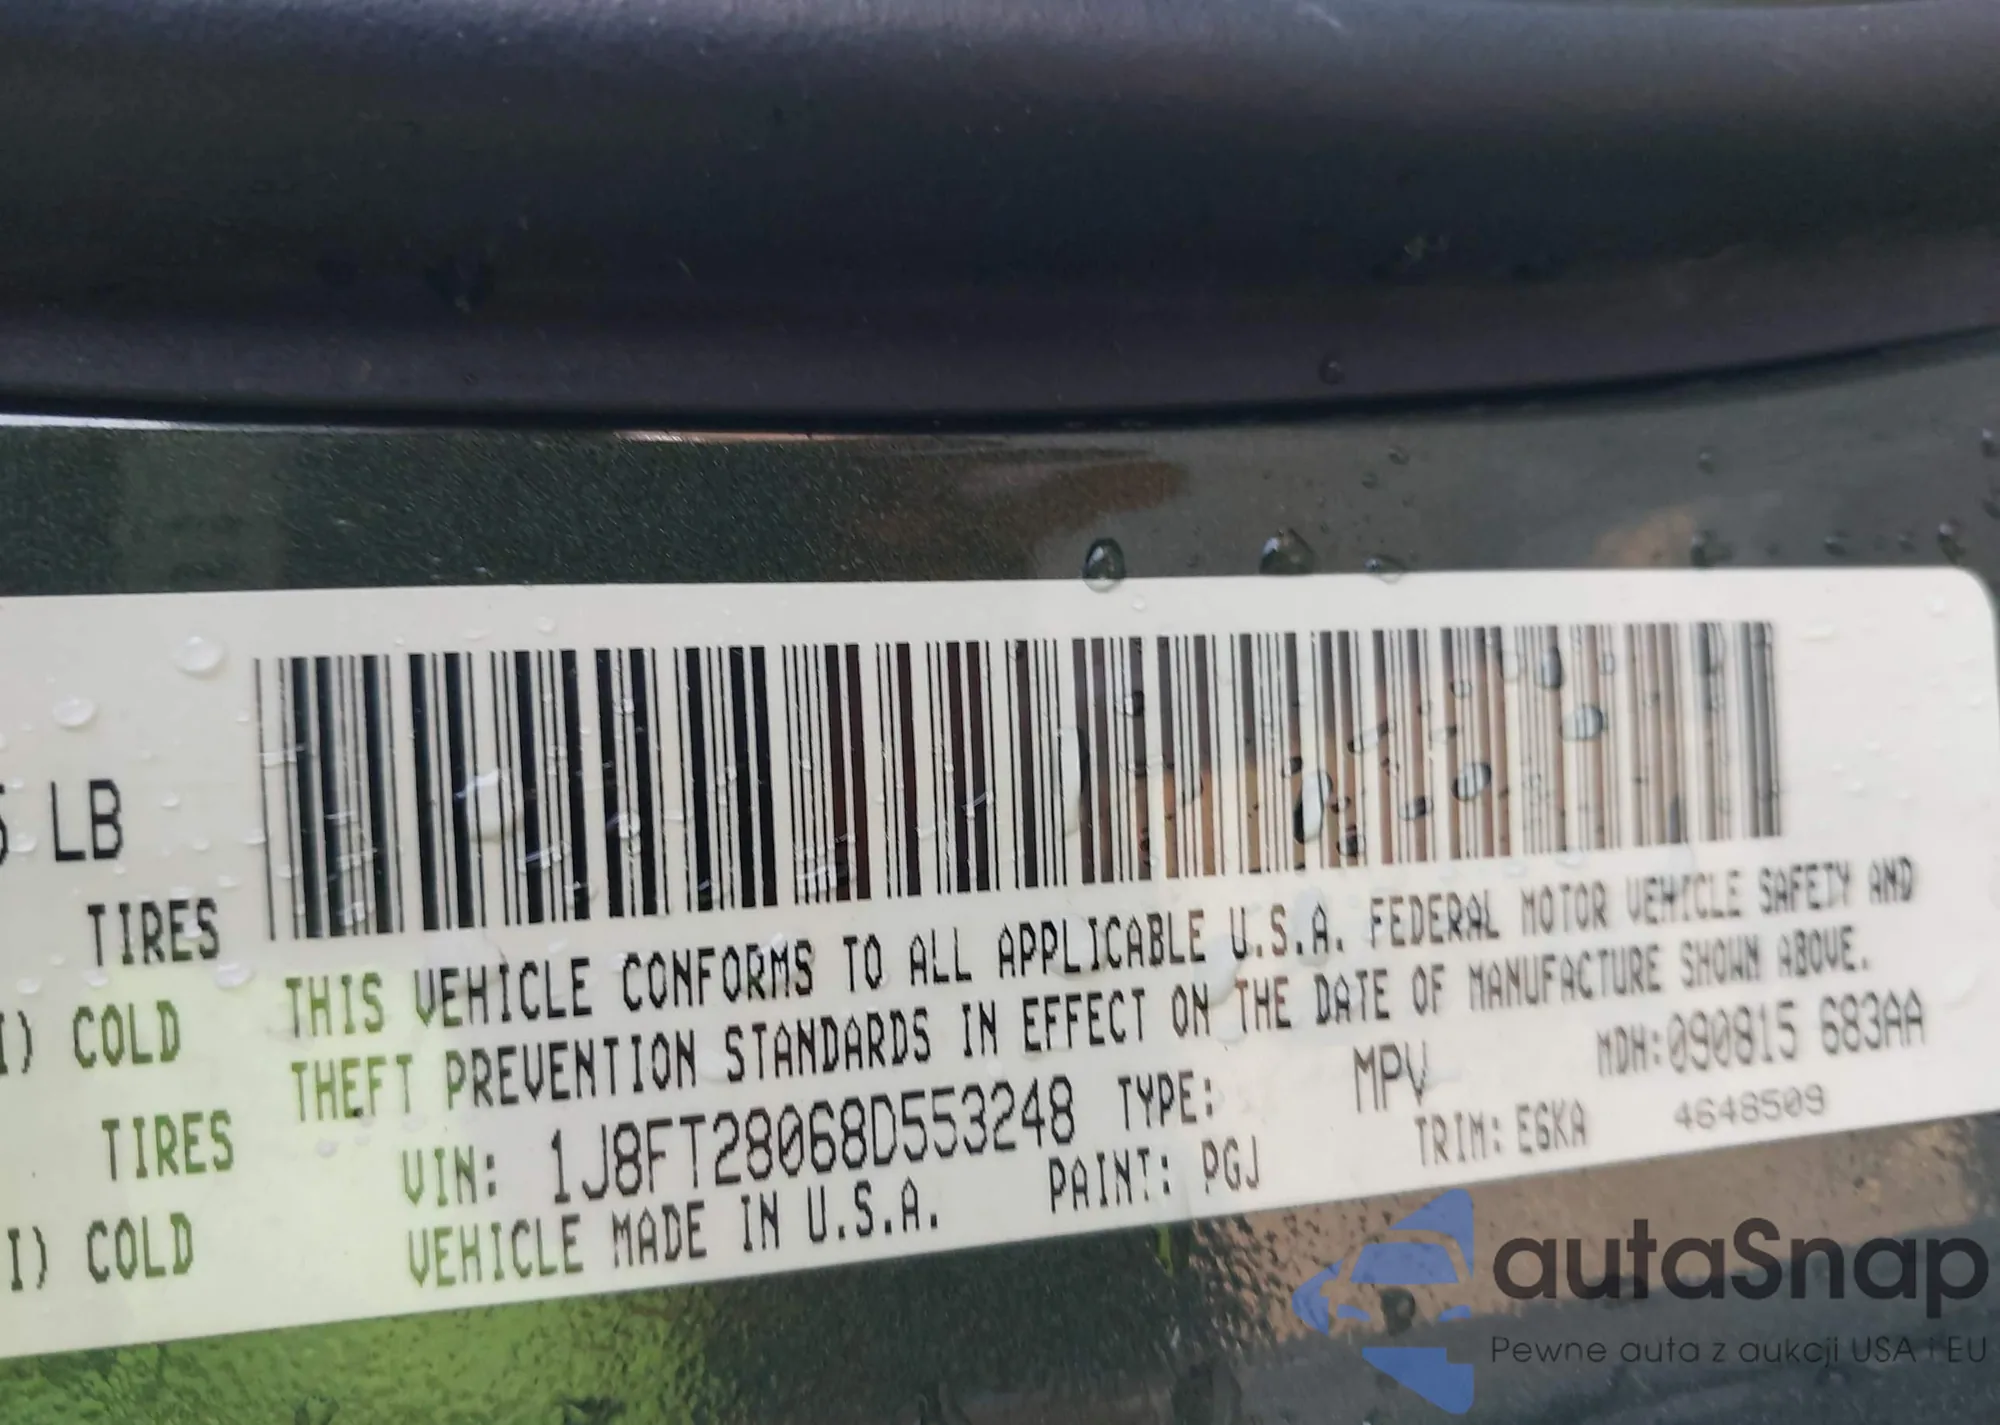 5 LB
TIRES
I) COLD
TIRES
I) COLD
THIS VEHICLE CONFORMS TO ALL APPLICABLE U.S.A. FEDERAL MOTOR VEHICLE SAFETY AND
THEFT PREVENTION STANDARDS IN EFFECT ON THE DATE OF MANUFACTURE SHOWN ABOVE.
VIN: 1J8FT28068D553248 TYPE: MPV MDH:090815 683AA
VEHICLE MADE IN U.S.A. PAINT: PGJ TRIM: EGKA 4648509
autaSnap
Pewne auta z aukcji USA i EU